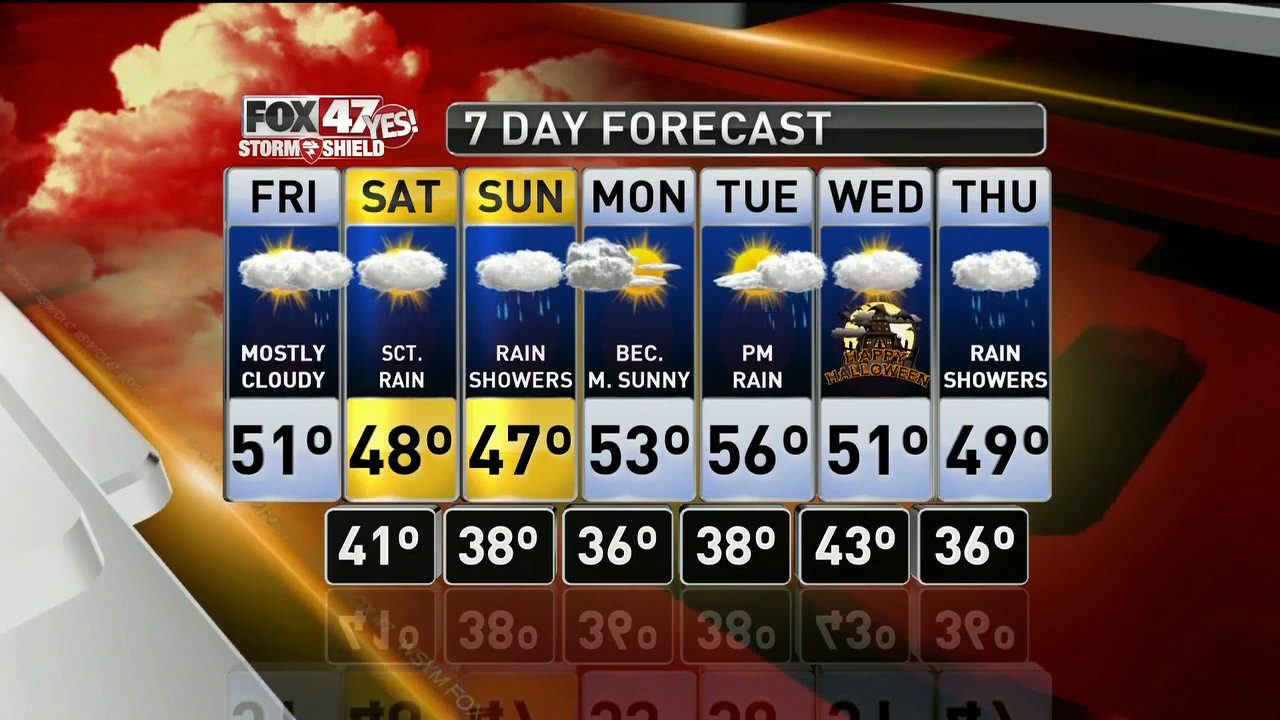 FOX 47 YES!
STORM SHIELD
7 DAY FORECAST
FRI SAT SUN MON TUE WED THU
MOSTLY CLOUDY
SCT. RAIN
RAIN SHOWERS
BEC. M. SUNNY
PM RAIN
HAPPY HALLOWEEN
RAIN SHOWERS
51° 48° 47° 53° 56° 51° 49°
41° 38° 36° 38° 43° 36°